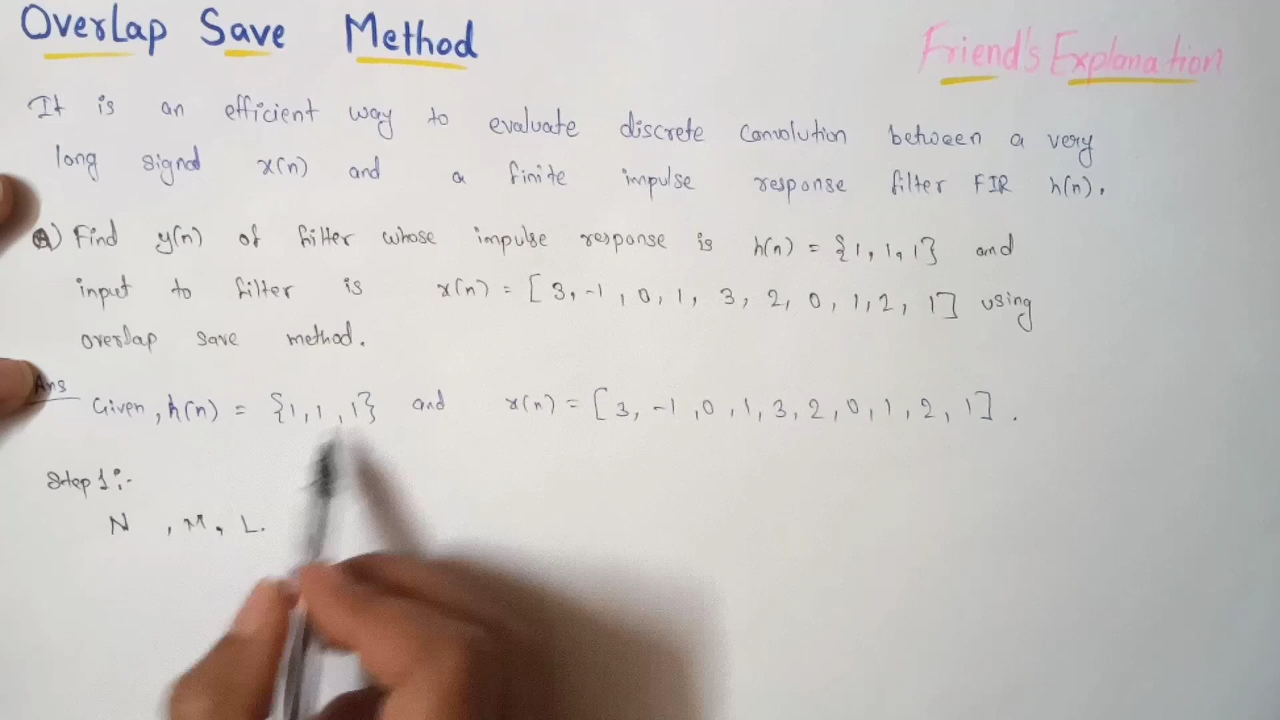 Overlap Save Method
Friend's Explanation
It is an efficient way to evaluate discrete convolution between a very
long signal x(n) and a finite impulse response filter FIR h(n).
Q) Find y(n) of filter whose impulse response is h(n) = {1, 1, 1} and
input to filter is x(n) = [3, -1, 0, 1, 3, 2, 0, 1, 2, 1] using
overlap save method.
Ans
Given, h(n) = {1, 1, 1} and x(n) = [3, -1, 0, 1, 3, 2, 0, 1, 2, 1].
Step 1:-
N, M, L.